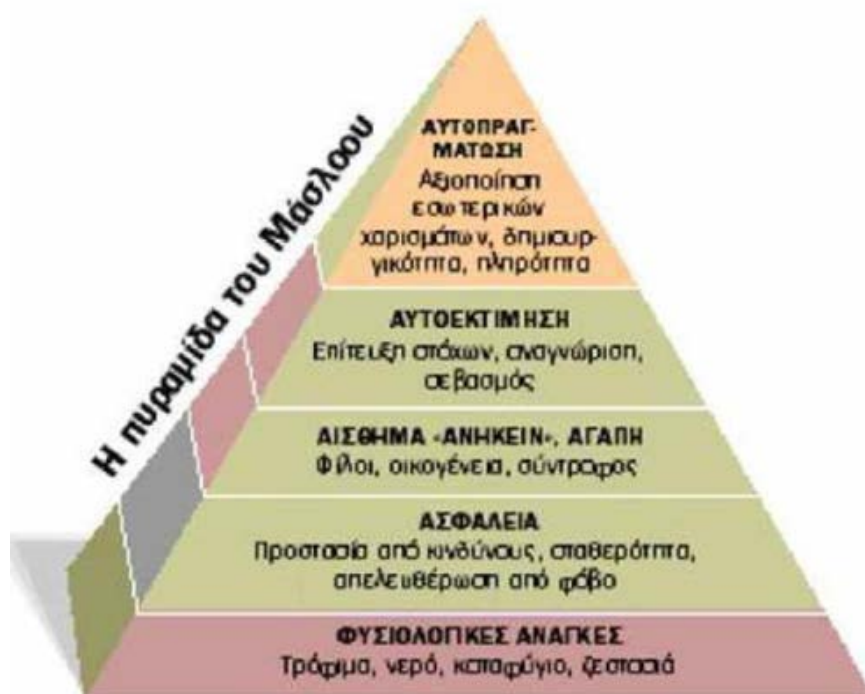 Η πυραμίδα του Μάσλοου
ΑΥΤΟΠΡΑΓ-
ΜΑΤΩΣΗ
Αξιοποίηση
εσωτερικών
χαρισμάτων, δημιουρ-
γικότητα, πληρότητα
ΑΥΤΟΕΚΤΙΜΗΣΗ
Επίτευξη στόχων, αναγνώριση,
σεβασμός
ΑΙΣΘΗΜΑ «ΑΝΗΚΕΙΝ», ΑΓΑΠΗ
Φίλοι, οικογένεια, σύντροφος
ΑΣΦΑΛΕΙΑ
Προστασία από κινδύνους, σταθερότητα,
απελευθέρωση από φόβο
ΦΥΣΙΟΛΟΓΙΚΕΣ ΑΝΑΓΚΕΣ
Τρόφιμα, νερό, καταφύγιο, ζεστασιά